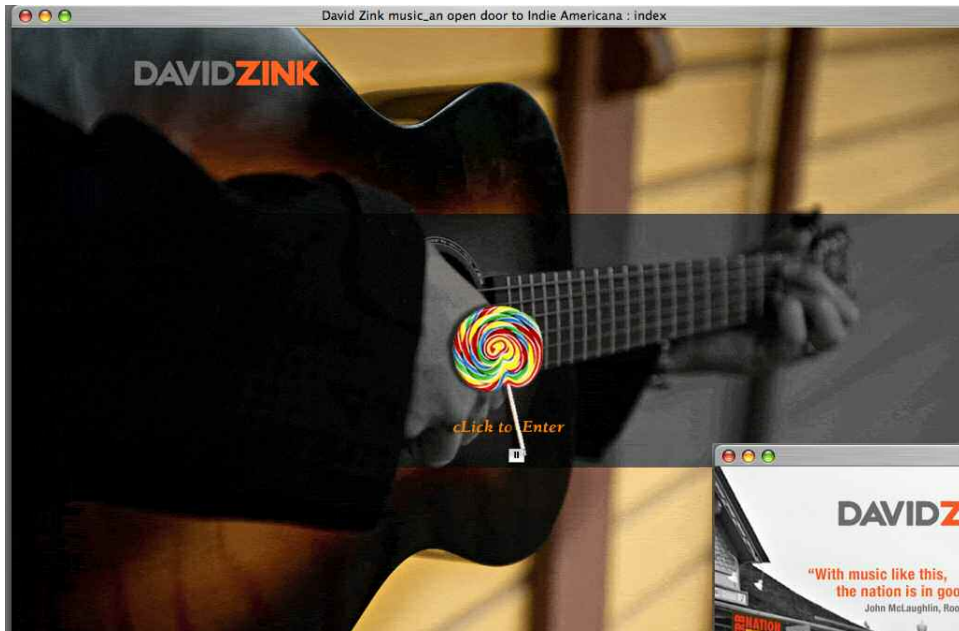 David Zink music_an open door to Indie Americana : index
DAVIDZINK
cLick to Enter
DAVIDZ
“With music like this,
the nation is in goo
John McLaughlin, Roo
NATION